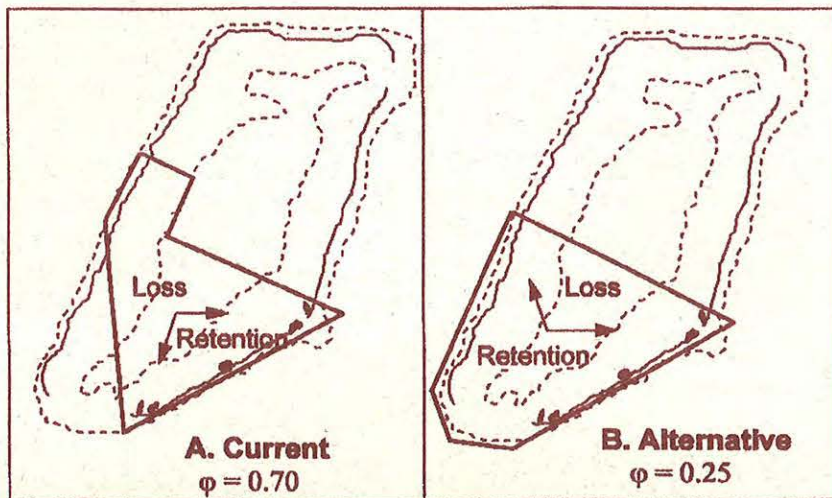 Loss
Retention
A. Current
φ = 0.70
Loss
Retention
B. Alternative
φ = 0.25